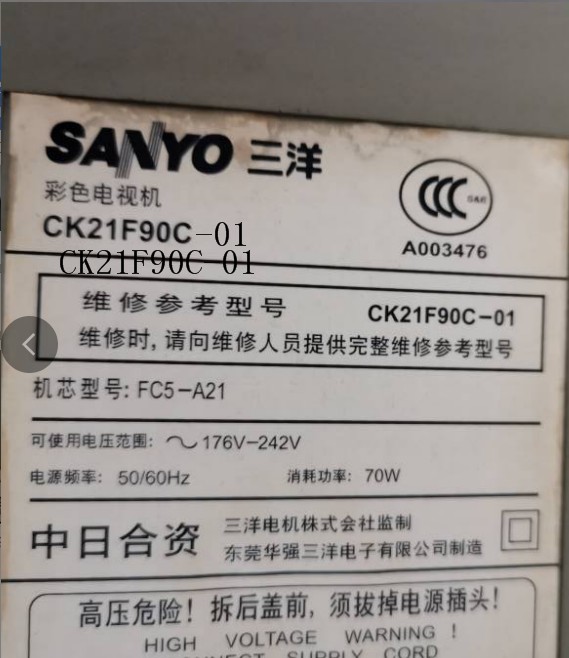 SANYO 三洋
彩色电视机
CK21F90C-01
CK21F90C-01
CCC S&E
A003476
维修参考型号 CK21F90C-01
维修时,请向维修人员提供完整维修参考型号
机芯型号: FC5-A21
可使用电压范围: ～176V-242V
电源频率: 50/60Hz 消耗功率: 70W
中日合资 三洋电机株式会社监制
东莞华强三洋电子有限公司制造
高压危险！拆后盖前, 须拔掉电源插头!
HIGH VOLTAGE WARNING !
SUPPLY CORD